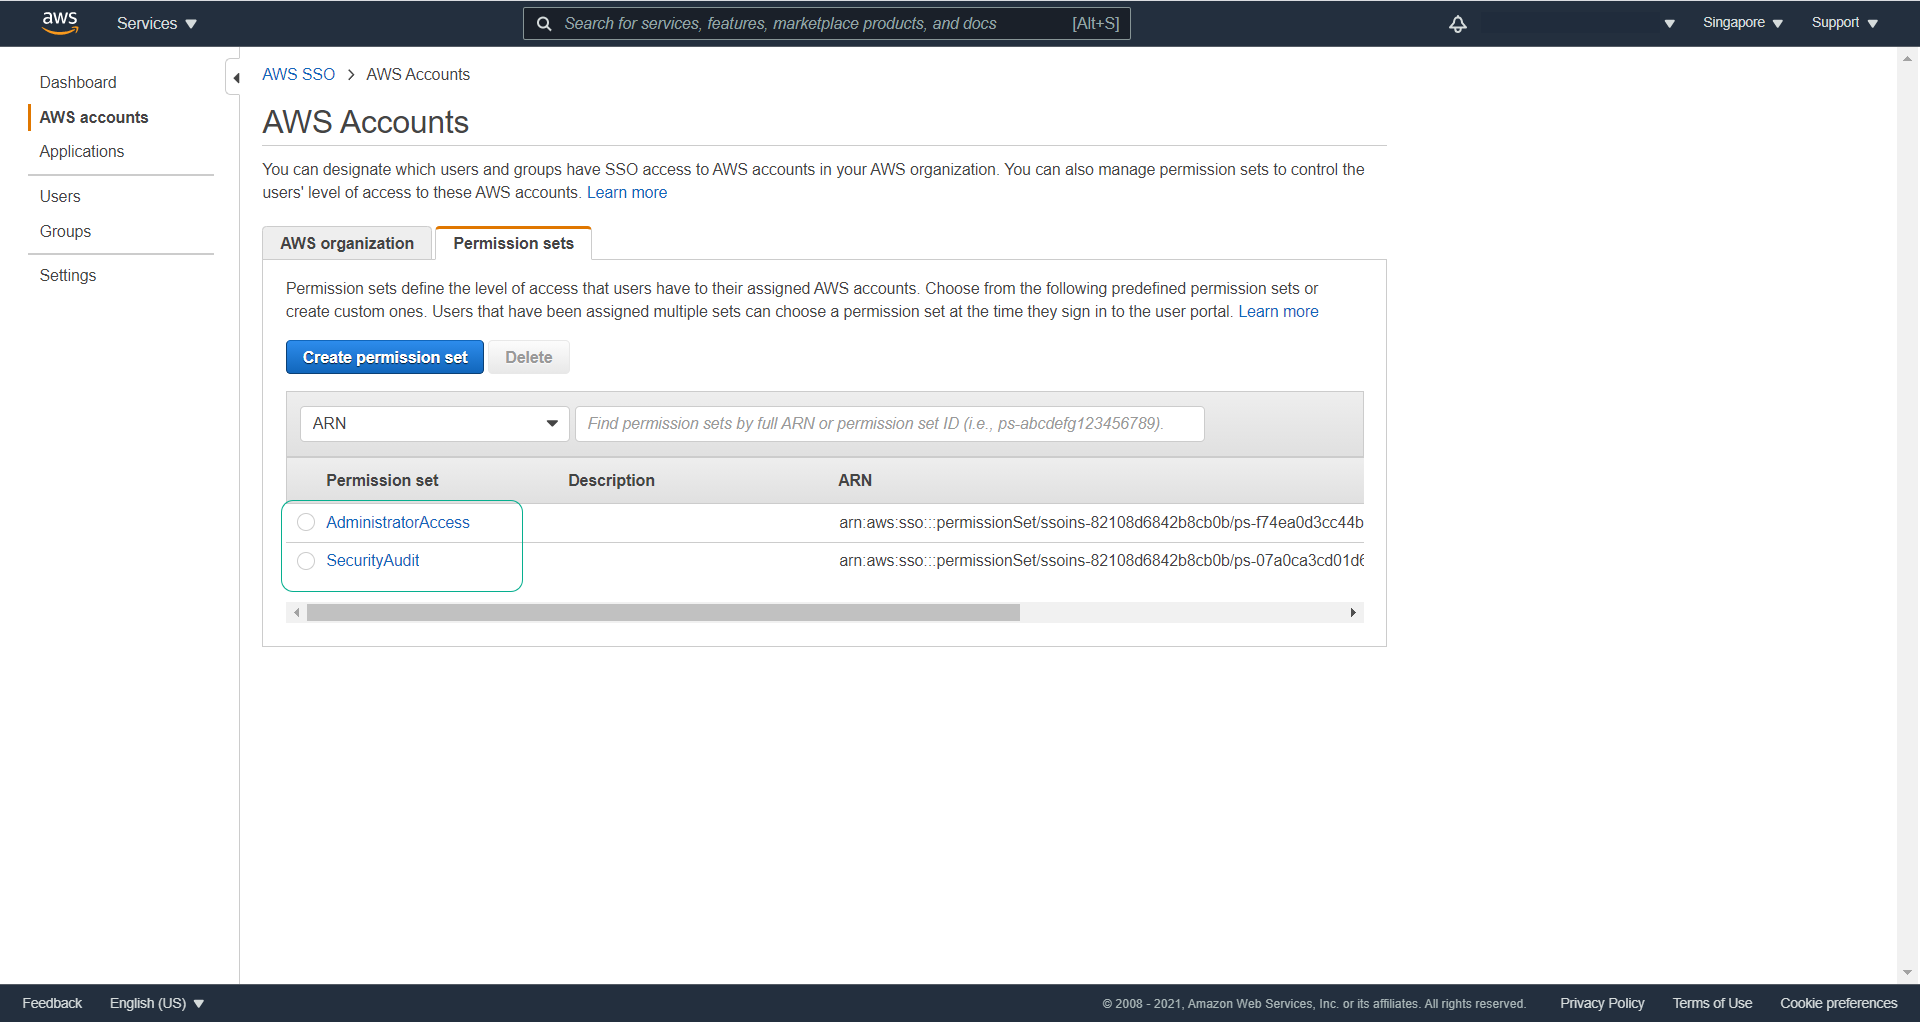 aws
Services
Search for services, features, marketplace products, and docs [Alt+S]
Singapore
Support
Dashboard
AWS accounts
Applications
Users
Groups
Settings
AWS SSO > AWS Accounts
AWS Accounts
You can designate which users and groups have SSO access to AWS accounts in your AWS organization. You can also manage permission sets to control the
users' level of access to these AWS accounts. Learn more
AWS organization
Permission sets
Permission sets define the level of access that users have to their assigned AWS accounts. Choose from the following predefined permission sets or
create custom ones. Users that have been assigned multiple sets can choose a permission set at the time they sign in to the user portal. Learn more
Create permission set
Delete
ARN
Find permission sets by full ARN or permission set ID (i.e., ps-abcdefg123456789).
Permission set Description ARN
AdministratorAccess arn:aws:sso:::permissionSet/ssoins-82108d6842b8cb0b/ps-f74ea0d3cc44b
SecurityAudit arn:aws:sso:::permissionSet/ssoins-82108d6842b8cb0b/ps-07a0ca3cd01d6
Feedback
English (US)
© 2008 - 2021, Amazon Web Services, Inc. or its affiliates. All rights reserved.
Privacy Policy
Terms of Use
Cookie preferences